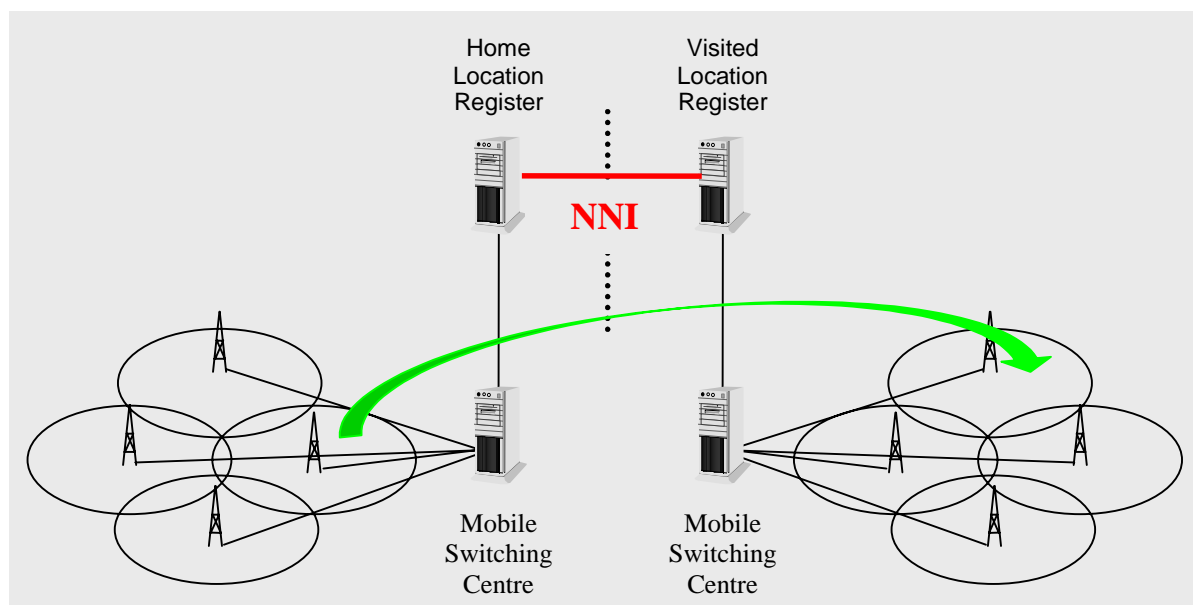 Home
Location
Register
Visited
Location
Register
NNI
Mobile
Switching
Centre
Mobile
Switching
Centre